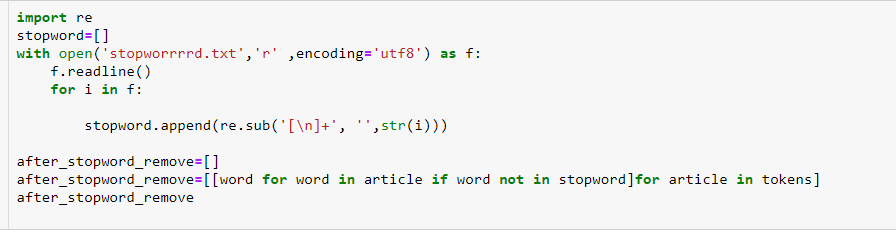 import re
stopword=[]
with open('stopworrrrd.txt','r' ,encoding='utf8') as f:
    f.readline()
    for i in f:
        stopword.append(re.sub('[\n]+', '',str(i)))
after_stopword_remove=[]
after_stopword_remove=[[word for word in article if word not in stopword]for article in tokens]
after_stopword_remove